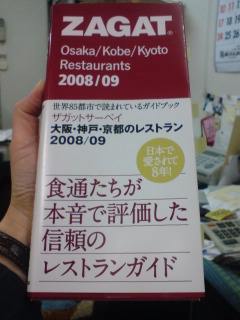 ZAGAT®
Osaka/Kobe/Kyoto
Restaurants
2008/09
世界85都市で読まれているガイドブック
ザガットサーベイ
大阪・神戸・京都のレストラン
2008/09
日本で
愛されて
8年!
食通たちが
本音で評価した
信頼の
レストランガイド